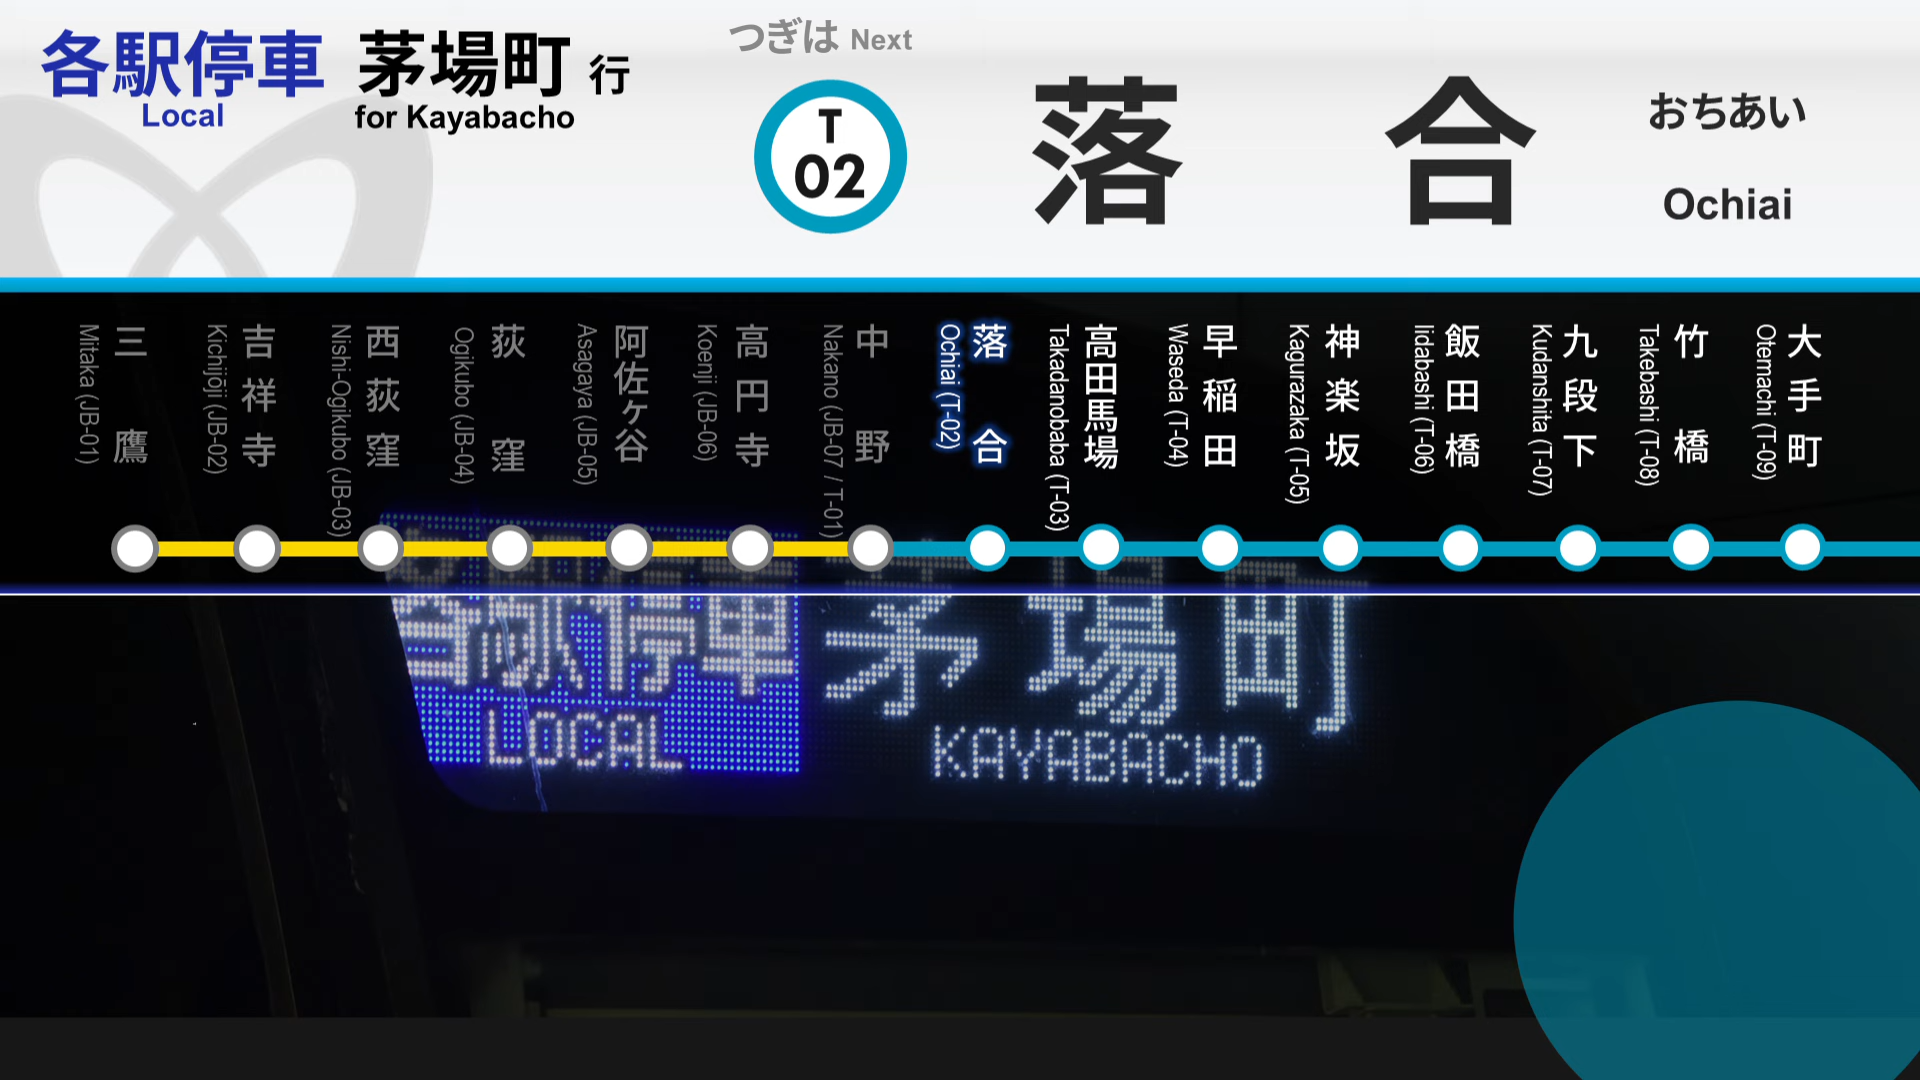 各駅停車 茅場町 行
Local for Kayabacho
つぎは Next
T
02
落合
おちあい
Ochiai
三鷹
Mitaka (JB-01)
吉祥寺
Kichijōji (JB-02)
西荻窪
Nishi-Ogikubo (JB-03)
荻窪
Ogikubo (JB-04)
阿佐ヶ谷
Asagaya (JB-05)
高円寺
Koenji (JB-06)
中野
Nakano (JB-07 / T-01)
落合
Ochiai (T-02)
高田馬場
Takadanobaba (T-03)
早稲田
Waseda (T-04)
神楽坂
Kagurazaka (T-05)
飯田橋
Iidabashi (T-06)
九段下
Kudanshita (T-07)
竹橋
Takebashi (T-08)
大手町
Otemachi (T-09)
各駅停車 茅場町
LOCAL KAYABACHO